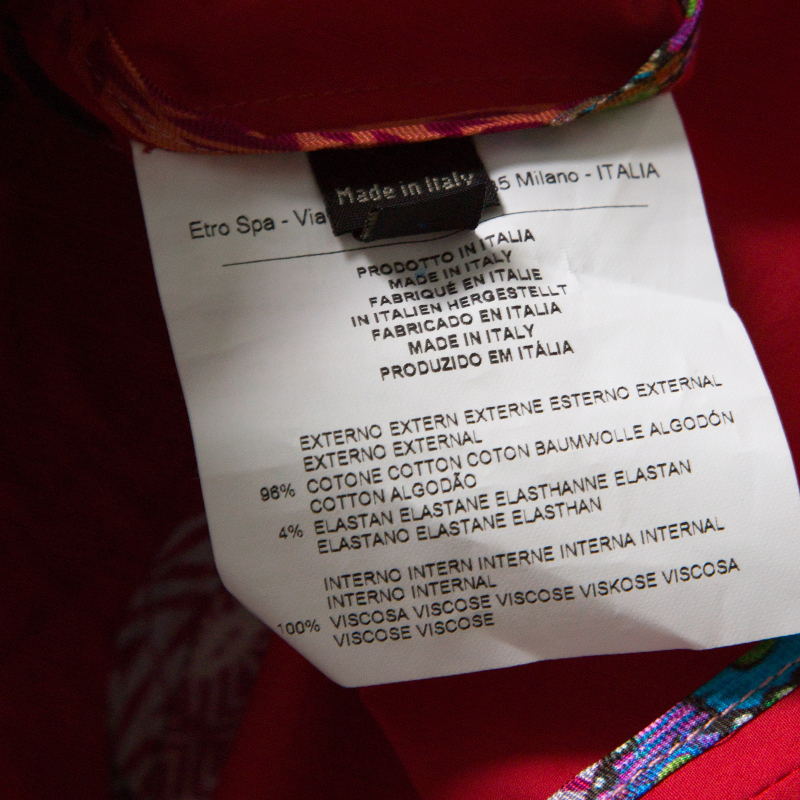 Made in Italy
Etro Spa - Via 35 Milano - ITALIA
PRODOTTO IN ITALIA
MADE IN ITALY
FABRIQUÉ EN ITALIE
IN ITALIEN HERGESTELLT
FABRICADO EN ITALIA
MADE IN ITALY
PRODUZIDO EM ITÁLIA
EXTERNO EXTERN EXTERNE ESTERNO EXTERNAL
EXTERNO EXTERNAL
96% COTONE COTTON COTON BAUMWOLLE ALGODÓN
COTTON ALGODÃO
4% ELASTAN ELASTANE ELASTHANNE ELASTAN
ELASTANO ELASTANE ELASTHAN
INTERNO INTERN INTERNE INTERNA INTERNAL
INTERNO INTERNAL
100% VISCOSA VISCOSE VISCOSE VISKOSE VISCOSA
VISCOSE VISCOSE